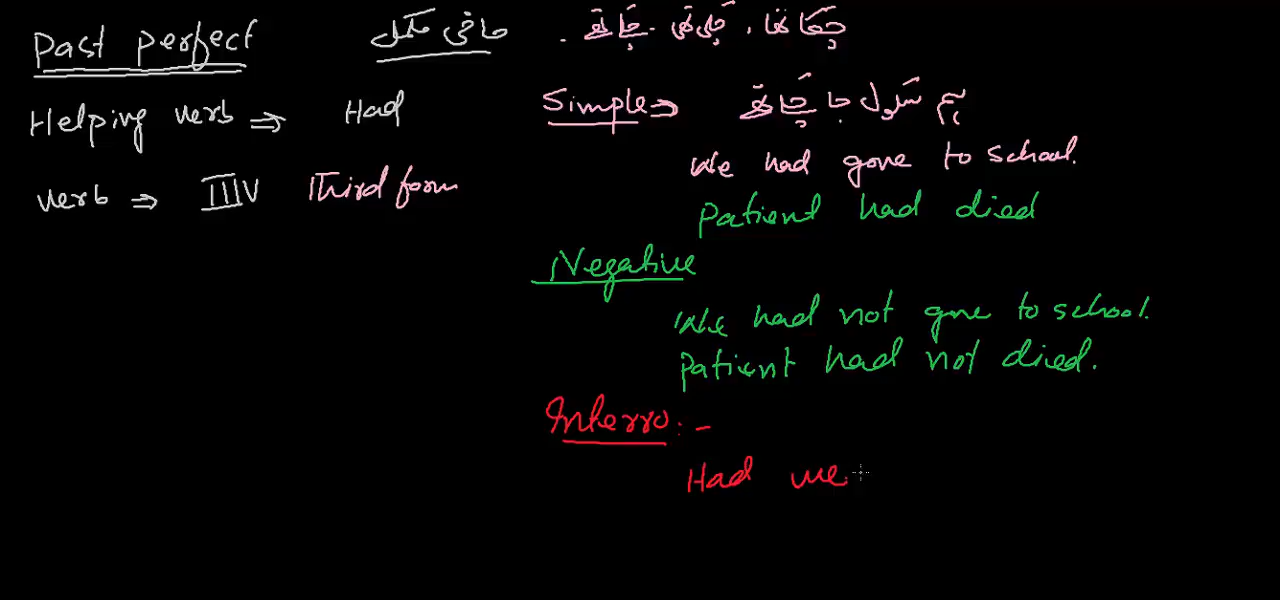 Past perfect ماضی مکمل
Helping verb ⇒ Had
verb ⇒ IIIV Third form
چکا تھا ، چکی تھی - چکے تھے .
Simple ⇒ ہم سکول جا چکے تھے
We had gone to school.
Patient had died
Negative
We had not gone to school.
Patient had not died.
Interro: -
Had we